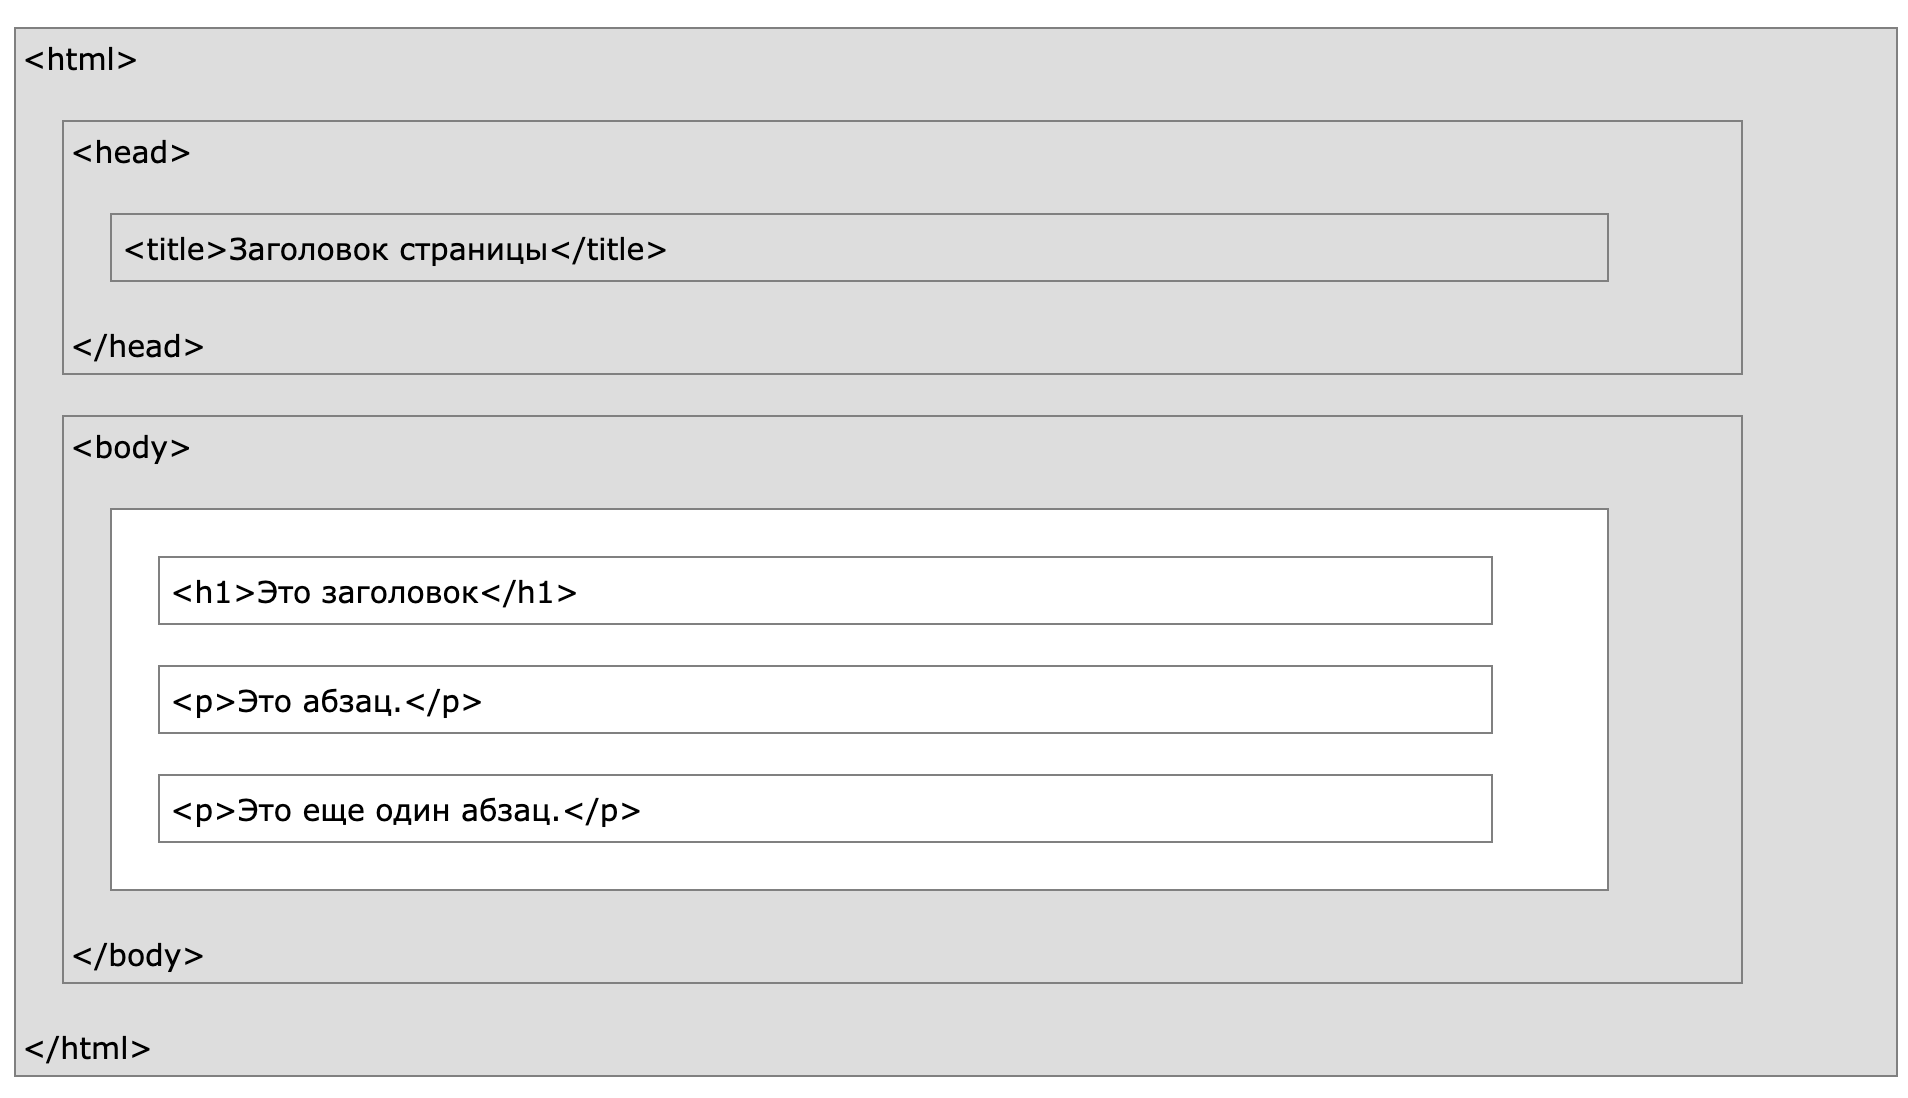 <html>
<head>
<title>Заголовок страницы</title>
</head>
<body>
<h1>Это заголовок</h1>
<p>Это абзац.</p>
<p>Это еще один абзац.</p>
</body>
</html>